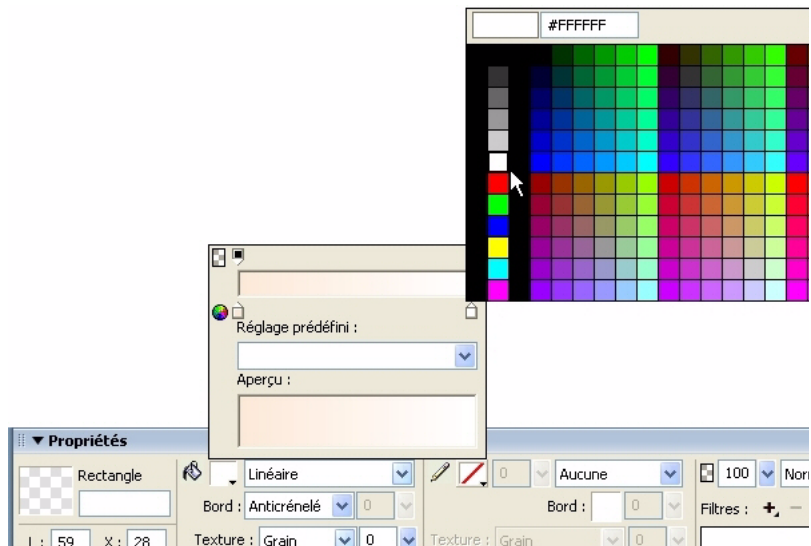 #FFFFFF
Réglage prédéfini :
Aperçu :
Propriétés
Rectangle
Linéaire
0
Aucune
100
Bord : Anticrénelé 0
Bord : 0
Filtres :
L : 59 X : 28
Texture : Grain 0
Texture : Grain 0